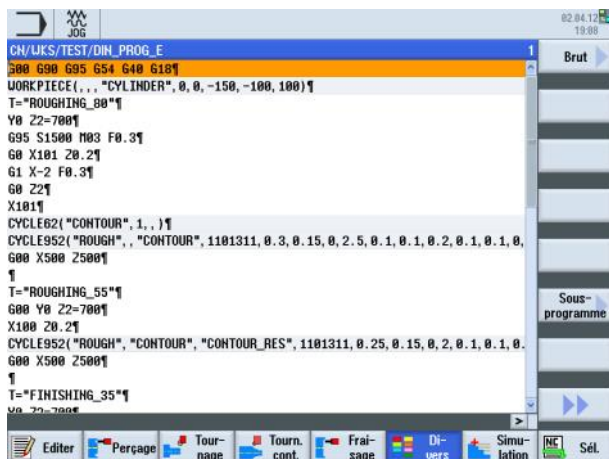 JOG
02.04.12
19:08
CN/WKS/TEST/DIN_PROG_E 1
G00 G90 G95 G54 G40 G18¶
WORKPIECE(,,,"CYLINDER",0,0,-150,-100,100)¶
T="ROUGHING_80"¶
Y0 Z2=700¶
G95 S1500 M03 F0.3¶
G0 X101 Z0.2¶
G1 X-2 F0.3¶
G0 Z2¶
X101¶
CYCLE62("CONTOUR",1,,)¶
CYCLE952("ROUGH",,"CONTOUR",1101311,0.3,0.15,0,2.5,0.1,0.1,0.2,0.1,0.1,0,
G00 X500 Z500¶
¶
T="ROUGHING_55"¶
G00 Y0 Z2=700¶
X100 Z0.2¶
CYCLE952("ROUGH","CONTOUR","CONTOUR_RES",1101311,0.25,0.15,0,2,0.1,0.1,0.
G00 X500 Z500¶
¶
T="FINISHING_35"¶
Y0 Z2=700¶
Brut
Sous-
programme
Editer
Perçage
Tour-
nage
Tourn.
cont.
Frai-
sage
Di-
vers
Simu-
lation
NC
Sél.